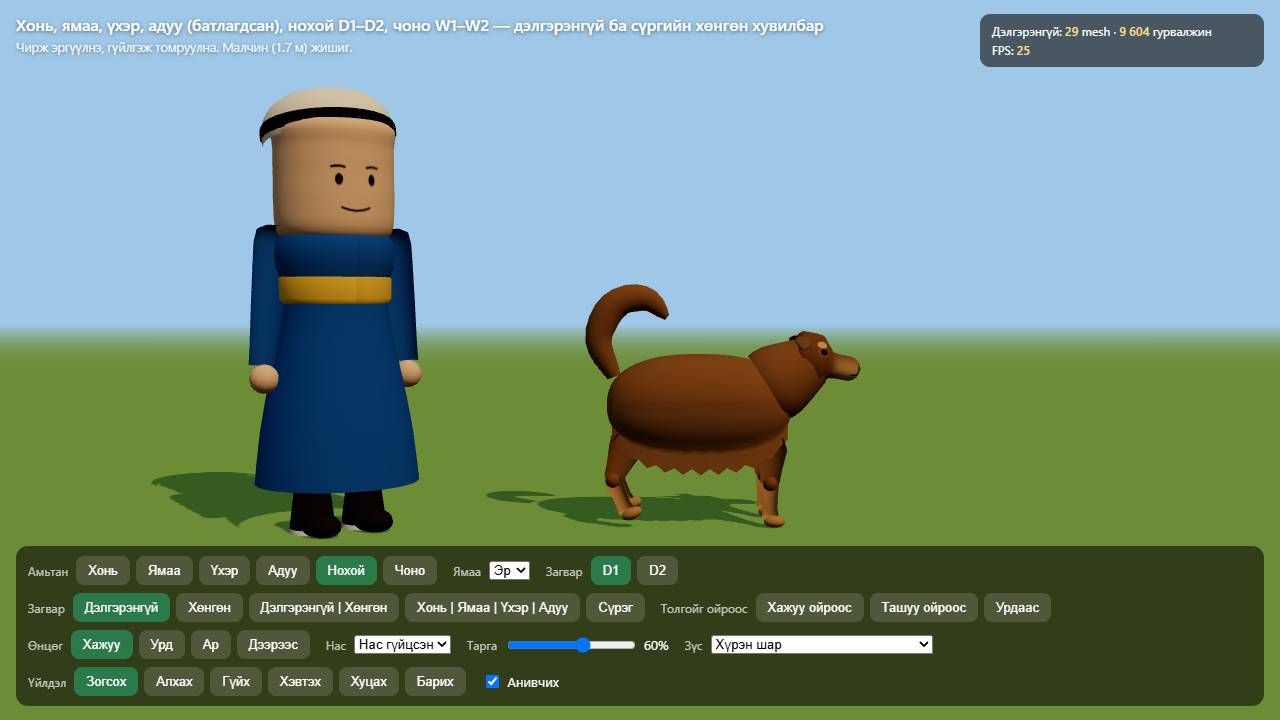 Хонь, ямаа, үхэр, адуу (батлагдсан), нохой D1–D2, чоно W1–W2 — дэлгэрэнгүй ба сүргийн хөнгөн хувилбар
Чирж эргүүлнэ, гүйлгэж томруулна. Малчин (1.7 м) жишиг.
Дэлгэрэнгүй: 29 mesh · 9 604 гурвалжин
FPS: 25
Амьтан Хонь Ямаа Үхэр Адуу Нохой Чоно Ямаа Эр Загвар D1 D2
Загвар Дэлгэрэнгүй Хөнгөн Дэлгэрэнгүй | Хөнгөн Хонь | Ямаа | Үхэр | Адуу Сүрэг Толгойг ойроос Хажуу ойроос Ташуу ойроос Урдаас
Өнцөг Хажуу Урд Ар Дээрээс Нас Нас гүйцсэн Тарга 60% Зүс Хүрэн шар
Үйлдэл Зогсох Алхах Гүйх Хэвтэх Хуцах Барих Анивчих